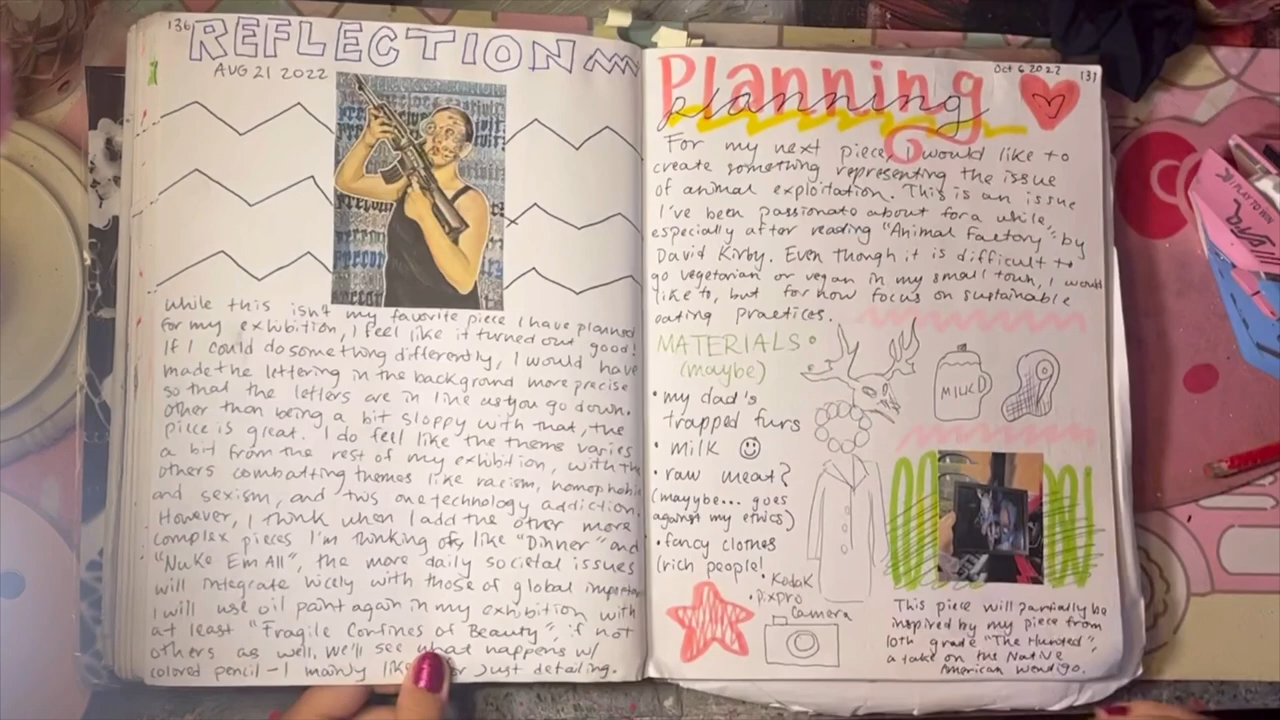 136
REFLECTION
AUG 21 2022
While this isn't my favorite piece I have planned
for my exhibition, I feel like it turned out good!
If I could do something differently, I would have
made the lettering in the background more precise
so that the letters are in line as you go down.
Other than being a bit sloppy with that, the
piece is great. I do feel like the theme varies
a bit from the rest of my exhibition, with the
others combatting themes like racism, homophobia
and sexism, and this one technology addiction.
However, I think when I add the other more
complex pieces I'm thinking of, like "Dinner" and
"Nuke Em All", the more daily societal issues
will integrate nicely with those of global
I will use oil paint again in my exhibition with
at least "Fragile Confines of Beauty", if not
others as well. We'll see what happens w/
colored pencil - I mainly like for just detailing.
Planning
planning
Oct 6 2022
For my next piece, I would like to
create something representing the issue
of animal exploitation. This is an issue
I've been passionate about for a while,
especially after reading "Animal Factory" by
David Kirby. Even though it is difficult to
go vegetarian or vegan in my small town, I would
like to, but for now focus on sustainable
eating practices.
MATERIALS
(maybe)
• my dad's
trapped furs
• milk
• raw meat?
(mayybe... goes
against my ethics)
• fancy clothes
(rich people!
• Kodak
• Pixpro
camera
MILK
This piece will partially be
inspired by my piece from
10th grade "The Hunted",
a take on the Native
American Wendigo.